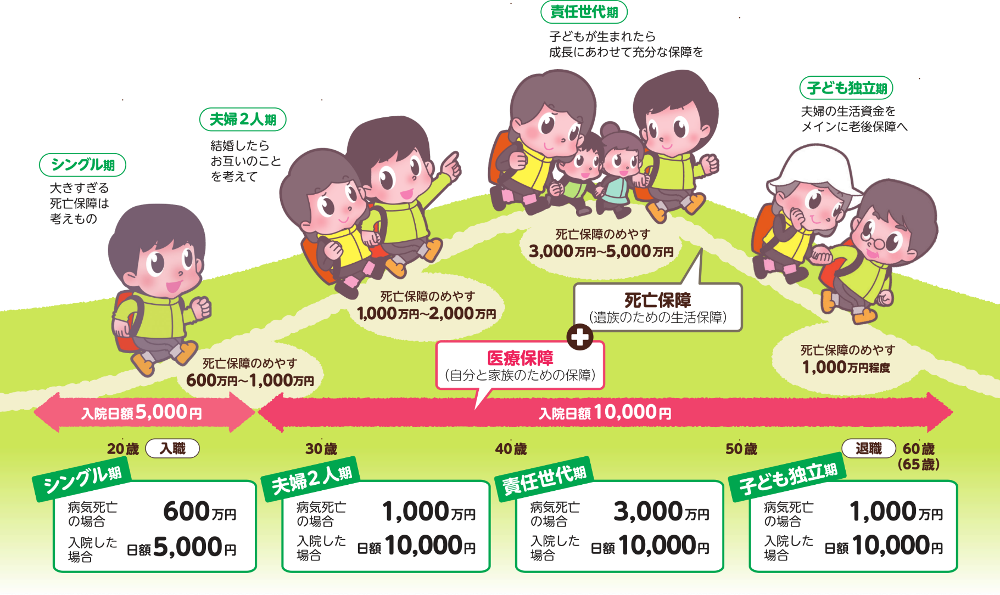 責任世代期
子どもが生まれたら
成長にあわせて充分な保障を
子ども独立期
夫婦の生活資金を
メインに老後保障へ
夫婦2人期
結婚したら
お互いのこと
を考えて
シングル期
大きすぎる
死亡保障は
考えもの
死亡保障のめやす
3,000万円~5,000万円
死亡保障のめやす
1,000万円~2,000万円
死亡保障
(遺族のための生活保障)
医療保障
(自分と家族のための保障)
死亡保障のめやす
600万円~1,000万円
死亡保障のめやす
1,000万円程度
入院日額5,000円
入院日額10,000円
20歳 入職 30歳 40歳 50歳 退職 60歳
(65歳)
シングル期
病気死亡
の場合
600万円
入院した
場合
日額5,000円
夫婦2人期
病気死亡
の場合
1,000万円
入院した
場合
日額10,000円
責任世代期
病気死亡
の場合
3,000万円
入院した
場合
日額10,000円
子ども独立期
病気死亡
の場合
1,000万円
入院した
場合
日額10,000円